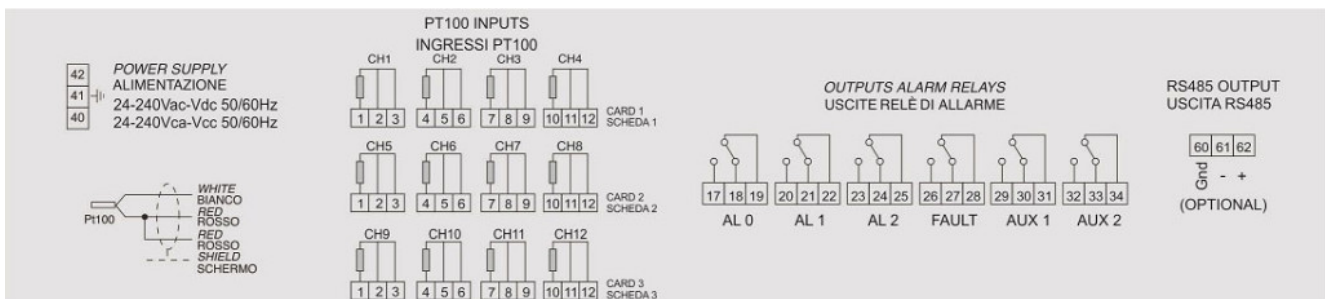 PT100 INPUTS
INGRESSI PT100
42
41
40
POWER SUPPLY
ALIMENTAZIONE
24-240Vac-Vdc 50/60Hz
24-240Vca-Vcc 50/60Hz
CH1 CH2 CH3 CH4
1 2 3 4 5 6 7 8 9 10 11 12
CARD 1
SCHEDA 1
CH5 CH6 CH7 CH8
1 2 3 4 5 6 7 8 9 10 11 12
CARD 2
SCHEDA 2
CH9 CH10 CH11 CH12
1 2 3 4 5 6 7 8 9 10 11 12
CARD 3
SCHEDA 3
Pt100
WHITE
BIANCO
RED
ROSSO
RED
ROSSO
SHIELD
SCHERMO
OUTPUTS ALARM RELAYS
USCITE RELÈ DI ALLARME
17 18 19 20 21 22 23 24 25 26 27 28 29 30 31 32 33 34
AL 0 AL 1 AL 2 FAULT AUX 1 AUX 2
RS485 OUTPUT
USCITA RS485
60 61 62
Gnd - +
(OPTIONAL)